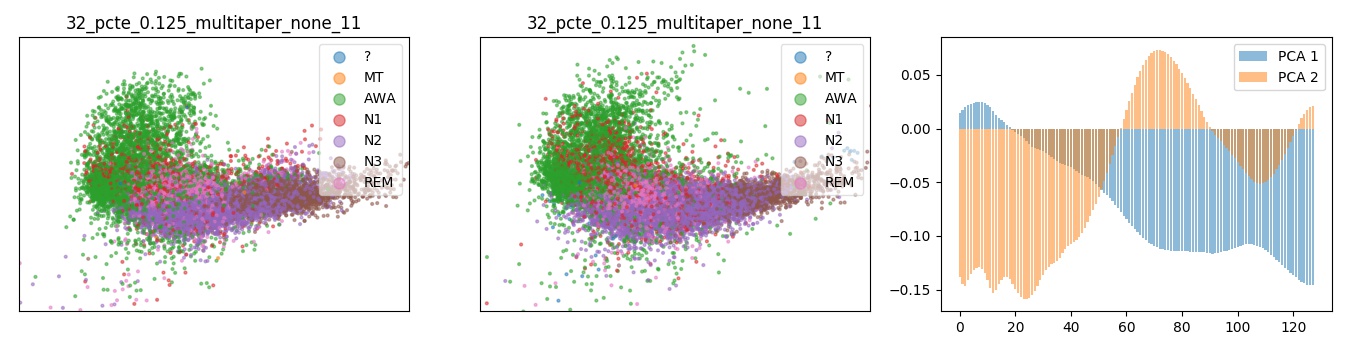 32_pcte_0.125_multitaper_none_11
?
MT
AWA
N1
N2
N3
REM
32_pcte_0.125_multitaper_none_11
?
MT
AWA
N1
N2
N3
REM
PCA 1
PCA 2
0.05
0.00
−0.05
−0.10
−0.15
0 20 40 60 80 100 120